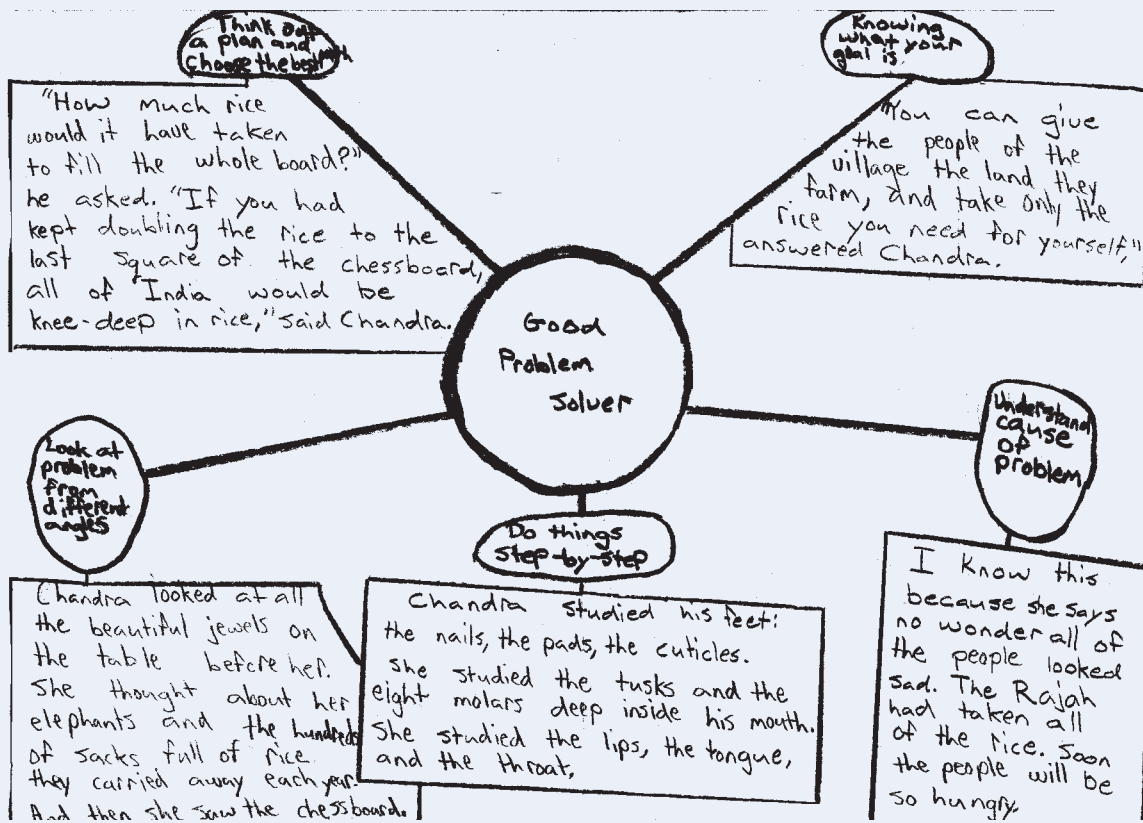 Think out
a plan and
choose the best
"How much rice
would it have taken
to fill the whole board?"
he asked. "If you had
kept doubling the rice to the
last square of the chessboard,
all of India would be
knee-deep in rice," said Chandra.
Knowing
what your
goal is
"You can give
the people of the
village the land they
farm, and take only the
rice you need for yourself,"
answered Chandra.
Good
Problem
Solver
Look at
problem
from
different
angles
Chandra looked at all
the beautiful jewels on
the table before her.
She thought about her
elephants and the hundreds
of sacks full of rice
they carried away each year.
And then she saw the chessboard.
Do things
step-by-step
Chandra studied his feet:
the nails, the pads, the cuticles.
She studied the tusks and the
eight molars deep inside his mouth.
She studied the lips, the tongue,
and the throat,
Understand
cause
of
problem
I know this
because she says
no wonder all of
the people looked
sad. The Rajah
had taken all
of the rice. Soon
the people will be
so hungry.